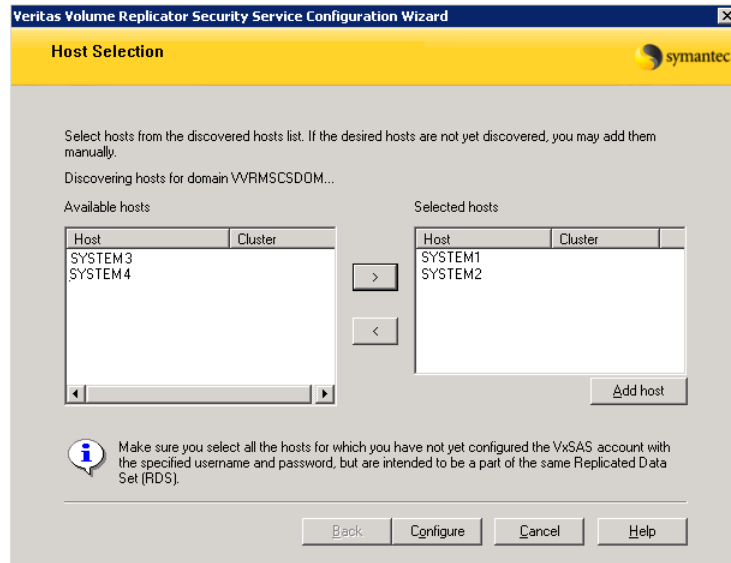 Veritas Volume Replicator Security Service Configuration Wizard
Host Selection
symantec
Select hosts from the discovered hosts list. If the desired hosts are not yet discovered, you may add them
manually.
Discovering hosts for domain VVRMSCSDOM...
Available hosts
Selected hosts
Host Cluster
Host Cluster
SYSTEM3
SYSTEM4
SYSTEM1
SYSTEM2
>
<
Add host
Make sure you select all the hosts for which you have not yet configured the VxSAS account with
the specified username and password, but are intended to be a part of the same Replicated Data
Set (RDS).
Back Configure Cancel Help